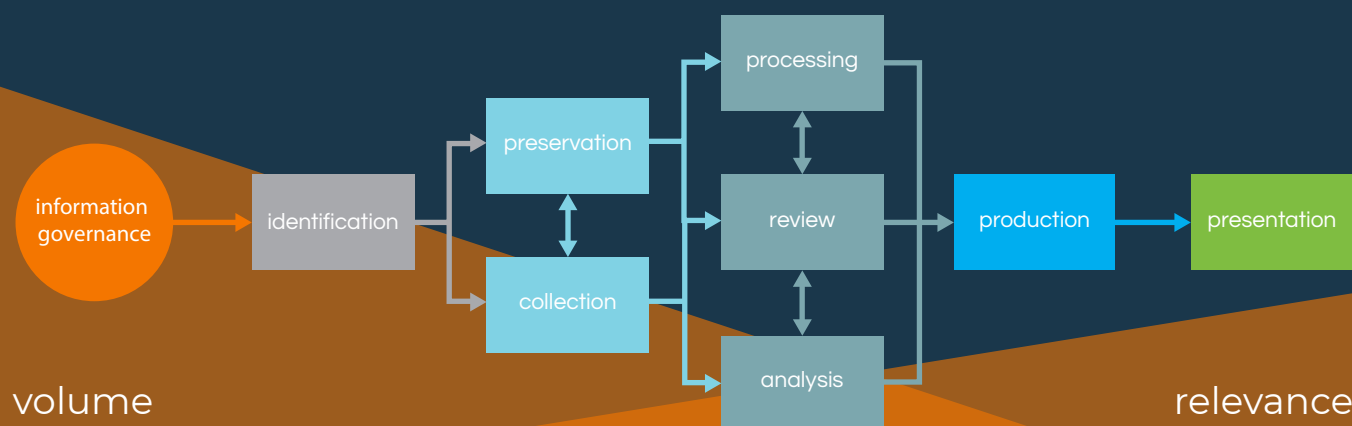 information
governance
identification
preservation
collection
processing
review
analysis
production
presentation
volume
relevance